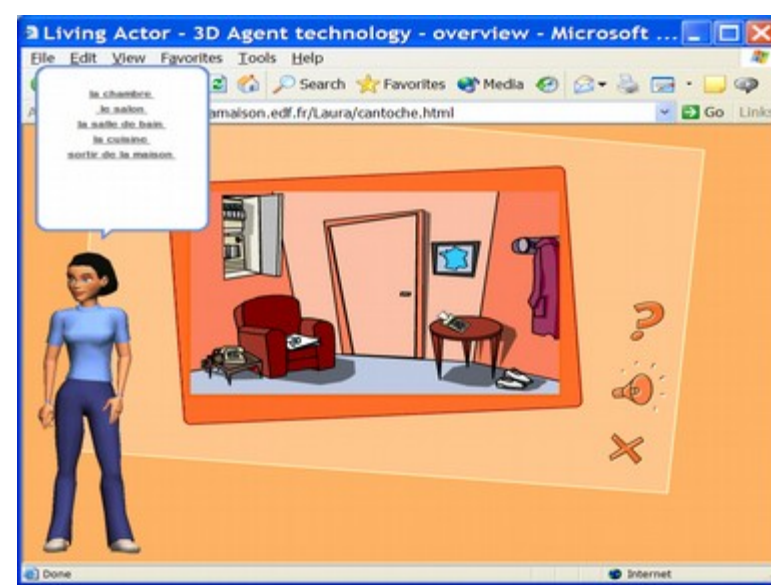 Living Actor - 3D Agent technology - overview - Microsoft ...
File Edit View Favorites Tools Help
Search Favorites Media
amaison.edf.fr/Laura/cantoche.html Go Links
la chambre
le salon
la salle de bain
la cuisine
sortir de la maison
?
Done Internet